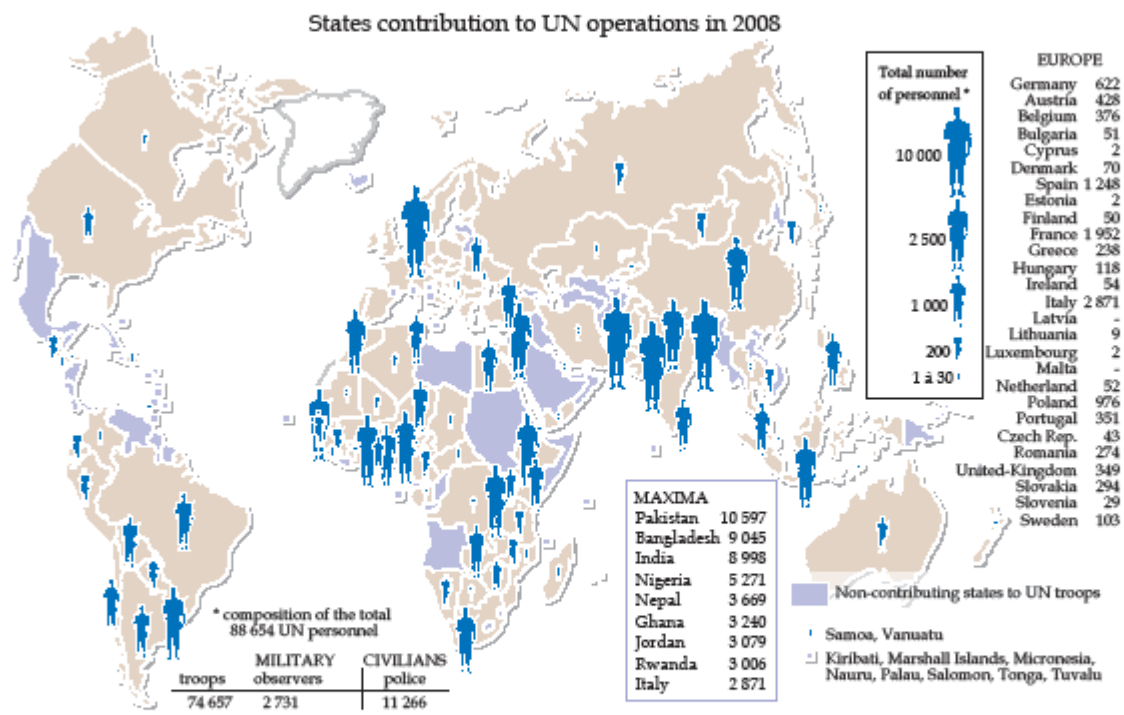 States contribution to UN operations in 2008
Total number
of personnel *
10 000
2 500
1 000
200
1 à 30
EUROPE
Germany 622
Austria 428
Belgium 376
Bulgaria 51
Cyprus 2
Denmark 70
Spain 1 248
Estonia 2
Finland 50
France 1 952
Greece 238
Hungary 118
Ireland 54
Italy 2 871
Latvia -
Lithuania 9
Luxembourg 2
Malta -
Netherland 52
Poland 976
Portugal 351
Czech Rep. 43
Romania 274
United-Kingdom 349
Slovakia 294
Slovenia 29
Sweden 103
MAXIMA
Pakistan 10 597
Bangladesh 9 045
India 8 998
Nigeria 5 271
Nepal 3 669
Ghana 3 240
Jordan 3 079
Rwanda 3 006
Italy 2 871
Non-contributing states to UN troops
Samoa, Vanuatu
Kiribati, Marshall Islands, Micronesia,
Nauru, Palau, Salomon, Tonga, Tuvalu
* composition of the total
88 654 UN personnel
MILITARY CIVILIANS
troops observers police
74 657 2 731 11 266